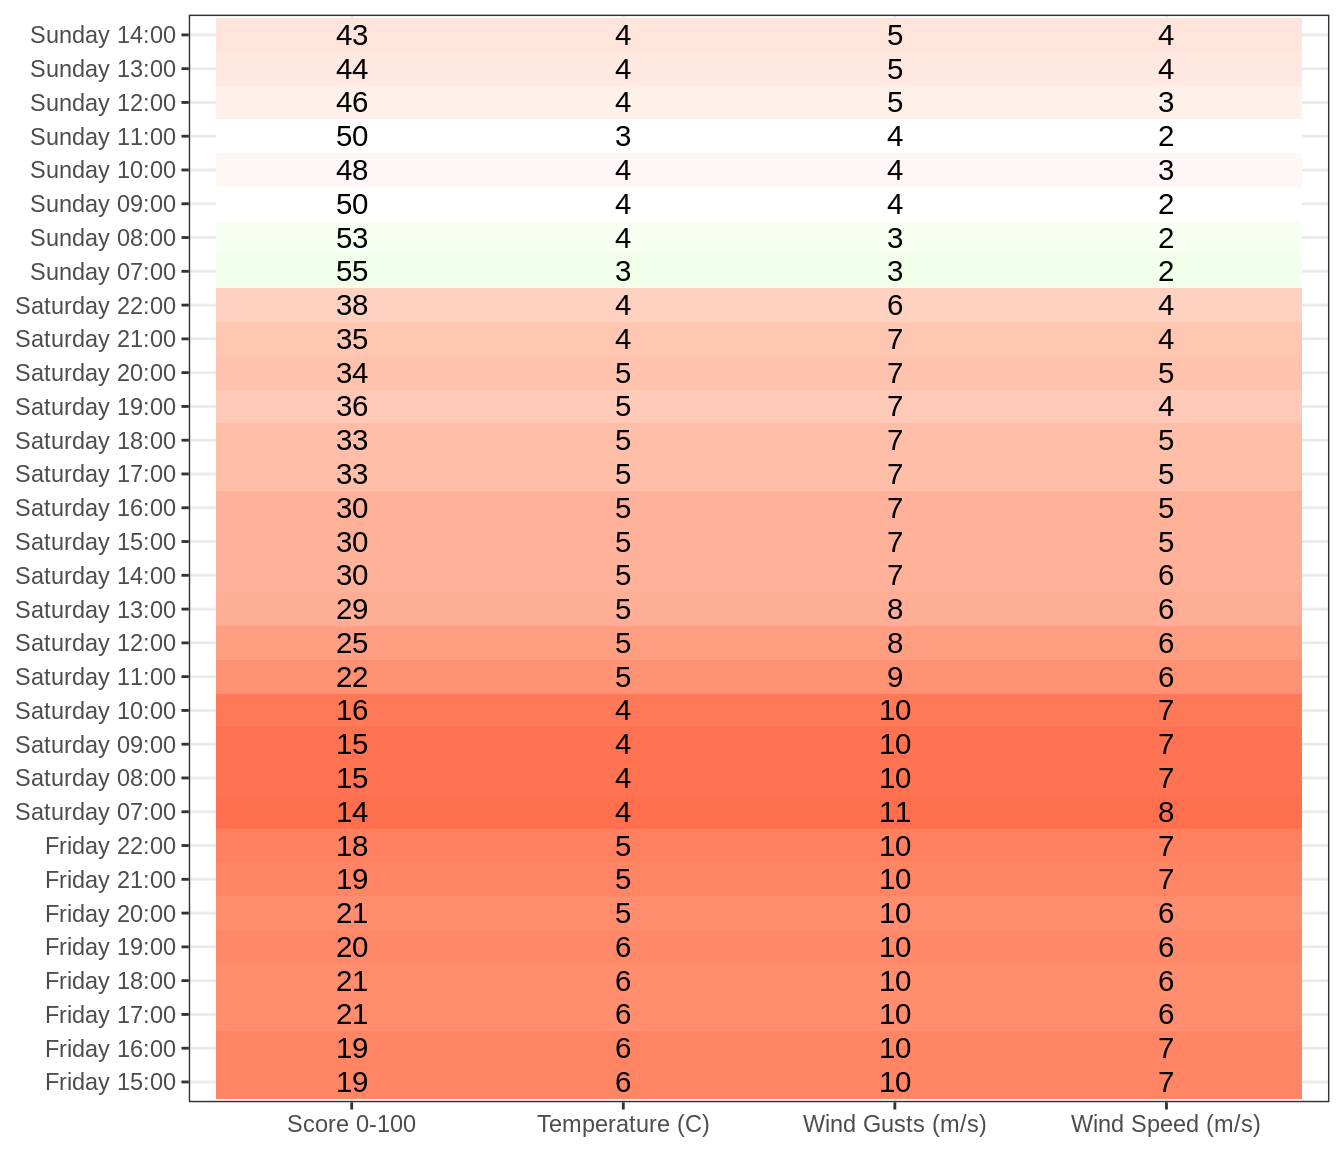 Sunday 14:00 43 4 5 4
Sunday 13:00 44 4 5 4
Sunday 12:00 46 4 5 3
Sunday 11:00 50 3 4 2
Sunday 10:00 48 4 4 3
Sunday 09:00 50 4 4 2
Sunday 08:00 53 4 3 2
Sunday 07:00 55 3 3 2
Saturday 22:00 38 4 6 4
Saturday 21:00 35 4 7 4
Saturday 20:00 34 5 7 5
Saturday 19:00 36 5 7 4
Saturday 18:00 33 5 7 5
Saturday 17:00 33 5 7 5
Saturday 16:00 30 5 7 5
Saturday 15:00 30 5 7 5
Saturday 14:00 30 5 7 6
Saturday 13:00 29 5 8 6
Saturday 12:00 25 5 8 6
Saturday 11:00 22 5 9 6
Saturday 10:00 16 4 10 7
Saturday 09:00 15 4 10 7
Saturday 08:00 15 4 10 7
Saturday 07:00 14 4 11 8
Friday 22:00 18 5 10 7
Friday 21:00 19 5 10 7
Friday 20:00 21 5 10 6
Friday 19:00 20 6 10 6
Friday 18:00 21 6 10 6
Friday 17:00 21 6 10 6
Friday 16:00 19 6 10 7
Friday 15:00 19 6 10 7
Score 0-100 Temperature (C) Wind Gusts (m/s) Wind Speed (m/s)